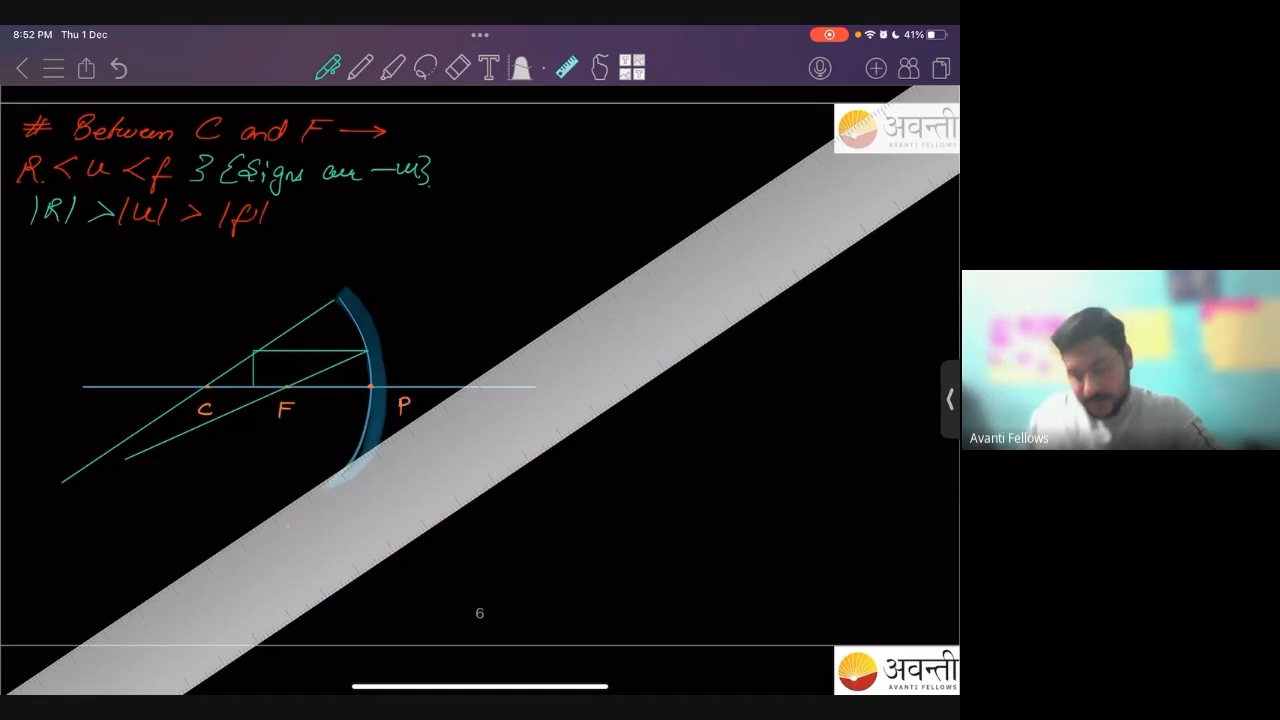 8:52 PM Thu 1 Dec
41%
# Between C and F →
R < u < f } {Signs are -ve}
|R| > |u| > |f|
अवन्ती
AVANTI FELLOWS
C
F
P
6
अवन्ती
AVANTI FELLOWS
Avanti Fellows